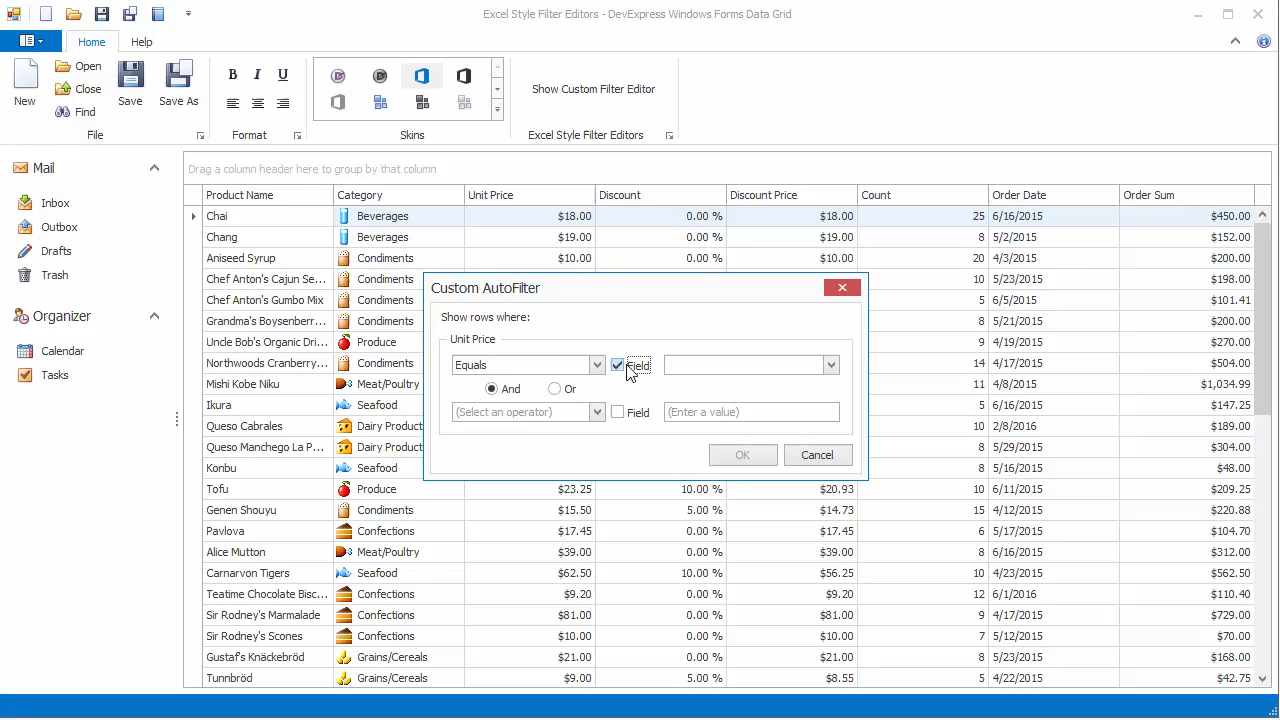 Excel Style Filter Editors - DevExpress Windows Forms Data Grid
Home
Help
New
Open
Close
Find
Save
Save As
File
B I U
Format
Skins
Show Custom Filter Editor
Excel Style Filter Editors
Mail
Inbox
Outbox
Drafts
Trash
Organizer
Calendar
Tasks
Drag a column header here to group by that column
Product Name Category Unit Price Discount Discount Price Count Order Date Order Sum
Chai Beverages $18.00 0.00 % $18.00 25 6/16/2015 $450.00
Chang Beverages $19.00 0.00 % $19.00 8 5/2/2015 $152.00
Aniseed Syrup Condiments $10.00 0.00 % $10.00 20 4/3/2015 $200.00
Chef Anton's Cajun Se... Condiments 10 5/23/2015 $198.00
Chef Anton's Gumbo Mix Condiments 5 6/5/2015 $101.41
Grandma's Boysenberr... Condiments 8 5/21/2015 $200.00
Uncle Bob's Organic Dri... Produce 9 4/19/2015 $270.00
Northwoods Cranberry... Condiments 14 4/17/2015 $504.00
Mishi Kobe Niku Meat/Poultry 11 4/8/2015 $1,034.99
Ikura Seafood 5 6/16/2015 $147.25
Queso Cabrales Dairy Product 10 2/8/2016 $189.00
Queso Manchego La P... Dairy Product 8 5/29/2015 $304.00
Konbu Seafood 8 5/16/2015 $48.00
Tofu Produce $23.25 10.00 % $20.93 10 6/11/2015 $209.25
Genen Shouyu Condiments $15.50 5.00 % $14.73 15 4/12/2015 $220.88
Pavlova Confections $17.45 0.00 % $17.45 6 5/17/2015 $104.70
Alice Mutton Meat/Poultry $39.00 0.00 % $39.00 8 6/16/2015 $312.00
Carnarvon Tigers Seafood $62.50 10.00 % $56.25 10 4/23/2015 $562.50
Teatime Chocolate Bisc... Confections $9.20 0.00 % $9.20 12 6/1/2016 $110.40
Sir Rodney's Marmalade Confections $81.00 0.00 % $81.00 9 4/17/2015 $729.00
Sir Rodney's Scones Confections $10.00 0.00 % $10.00 7 5/12/2015 $70.00
Gustaf's Knäckebröd Grains/Cereals $21.00 0.00 % $21.00 8 5/23/2015 $168.00
Tunnbröd Grains/Cereals $9.00 5.00 % $8.55 5 4/22/2015 $42.75
Custom AutoFilter
Show rows where:
Unit Price
Equals Field
And Or
(Select an operator) Field (Enter a value)
OK Cancel